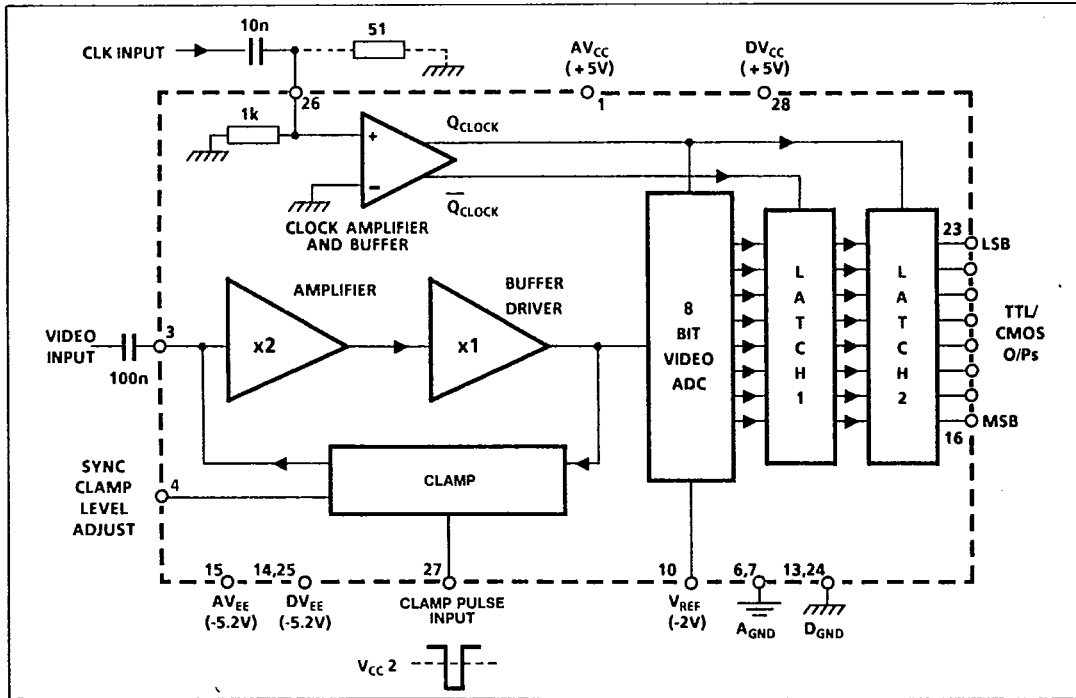 10n
51
CLK INPUT
AVCC
(+5V)
DVCC
(+5V)
26
1
28
1k
+
−
QCLOCK
Q̅CLOCK
CLOCK AMPLIFIER
AND BUFFER
AMPLIFIER
BUFFER
DRIVER
VIDEO
INPUT
100n
3
x2
x1
8
BIT
VIDEO
ADC
LATCH 1
LATCH 2
23
LSB
TTL/
CMOS
O/Ps
16
MSB
SYNC
CLAMP
LEVEL
ADJUST
4
CLAMP
15
14,25
27
10
6,7
13,24
AVEE
(-5.2V)
DVEE
(-5.2V)
CLAMP PULSE
INPUT
VREF
(-2V)
AGND
DGND
VCC 2